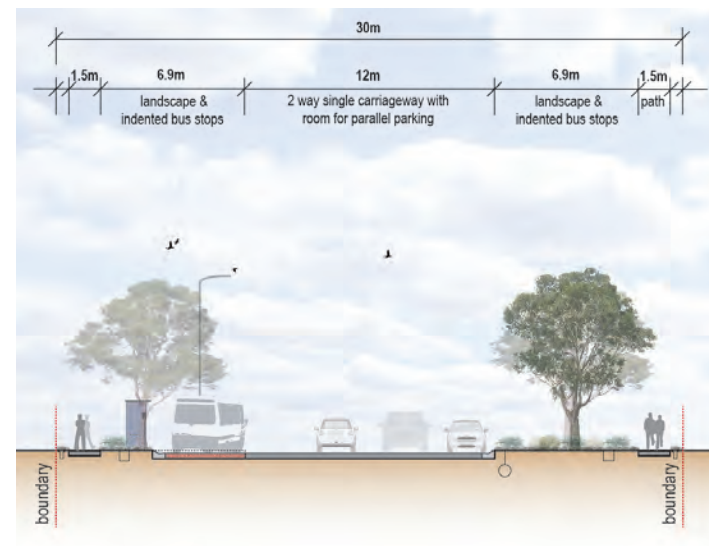 30m
1.5m
6.9m
12m
6.9m
1.5m
landscape &
indented bus stops
2 way single carriageway with
room for parallel parking
landscape &
indented bus stops
path
boundary
boundary